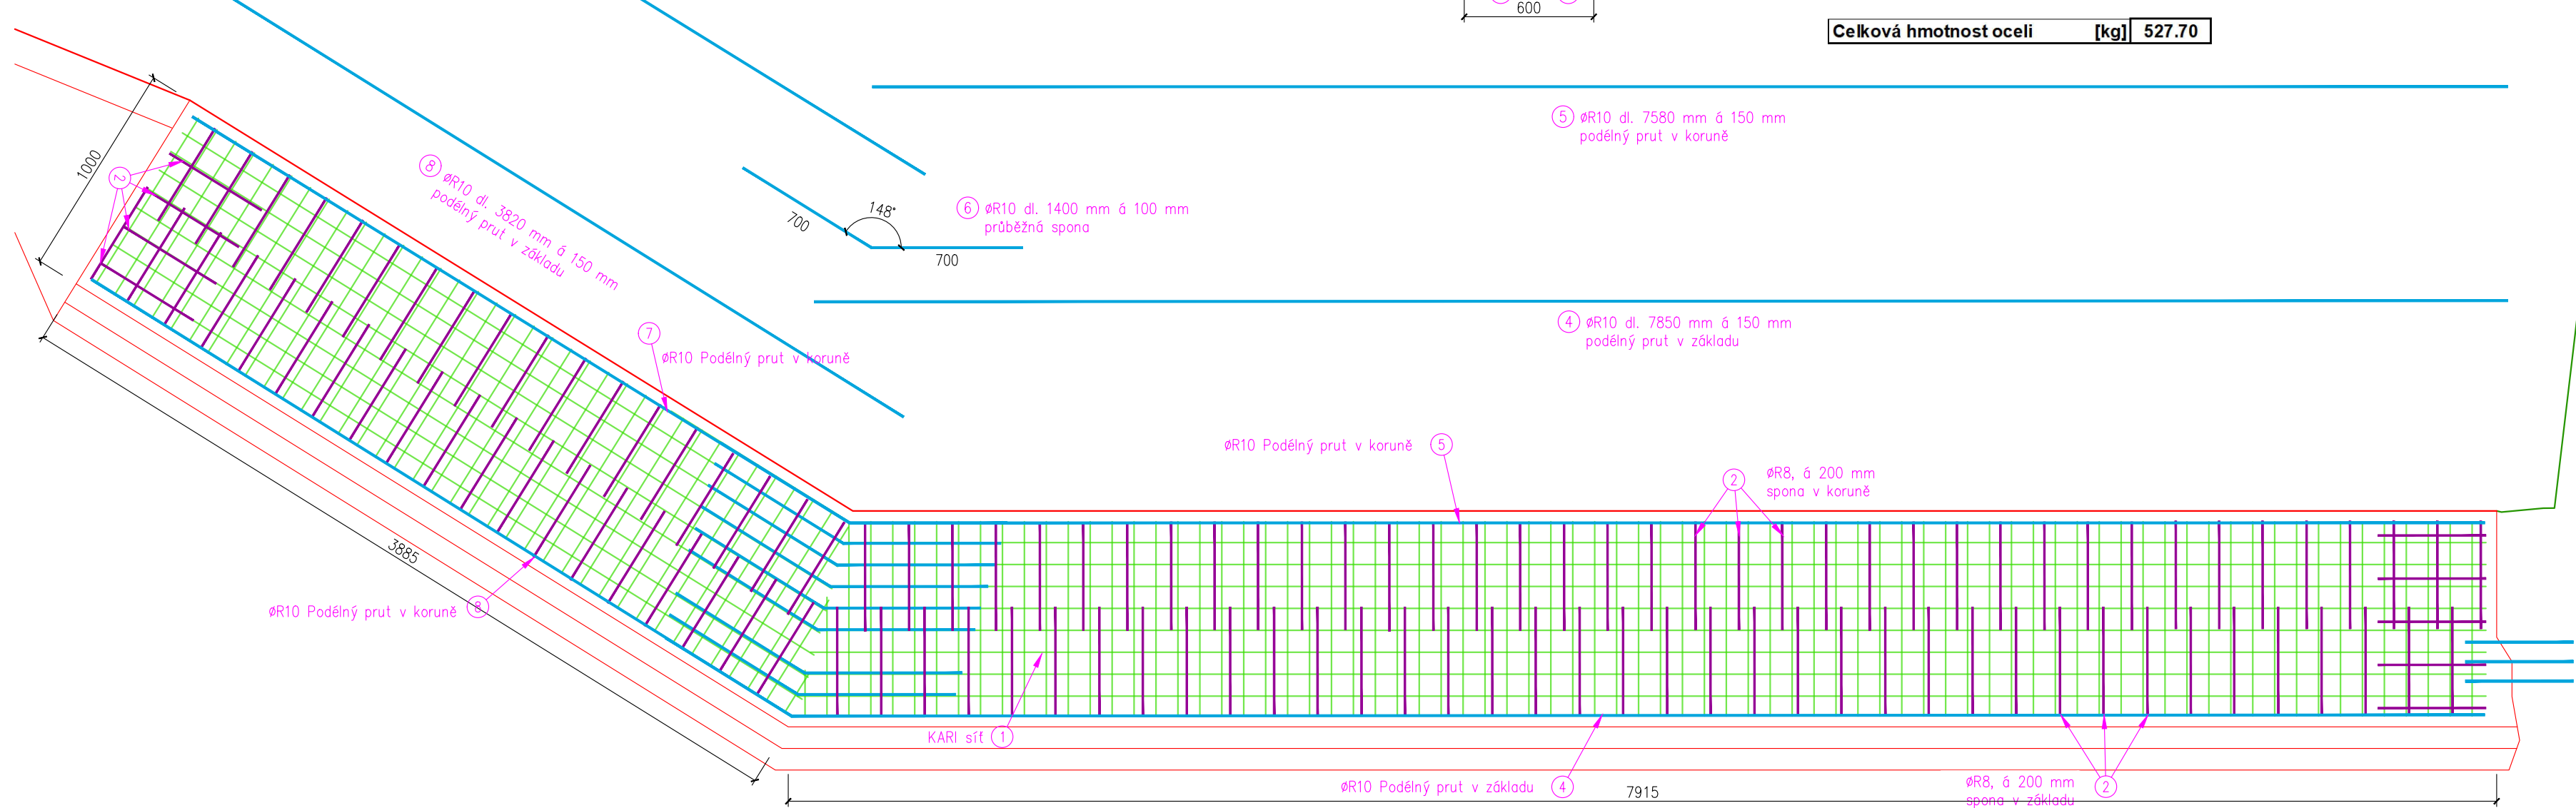 600
Celková hmotnost oceli [kg] 527.70
1000
2
8 øR10 dl. 3820 mm á 150 mm
podélný prut v základu
5 øR10 dl. 7580 mm á 150 mm
podélný prut v koruně
700
148°
700
6 øR10 dl. 1400 mm á 100 mm
průběžná spona
4 øR10 dl. 7850 mm á 150 mm
podélný prut v základu
7
øR10 Podélný prut v koruně
øR10 Podélný prut v koruně 5
2 øR8, á 200 mm
spona v koruně
3885
øR10 Podélný prut v koruně 8
KARI síť 1
øR10 Podélný prut v základu 4
øR8, á 200 mm 2
spona v základu
7915